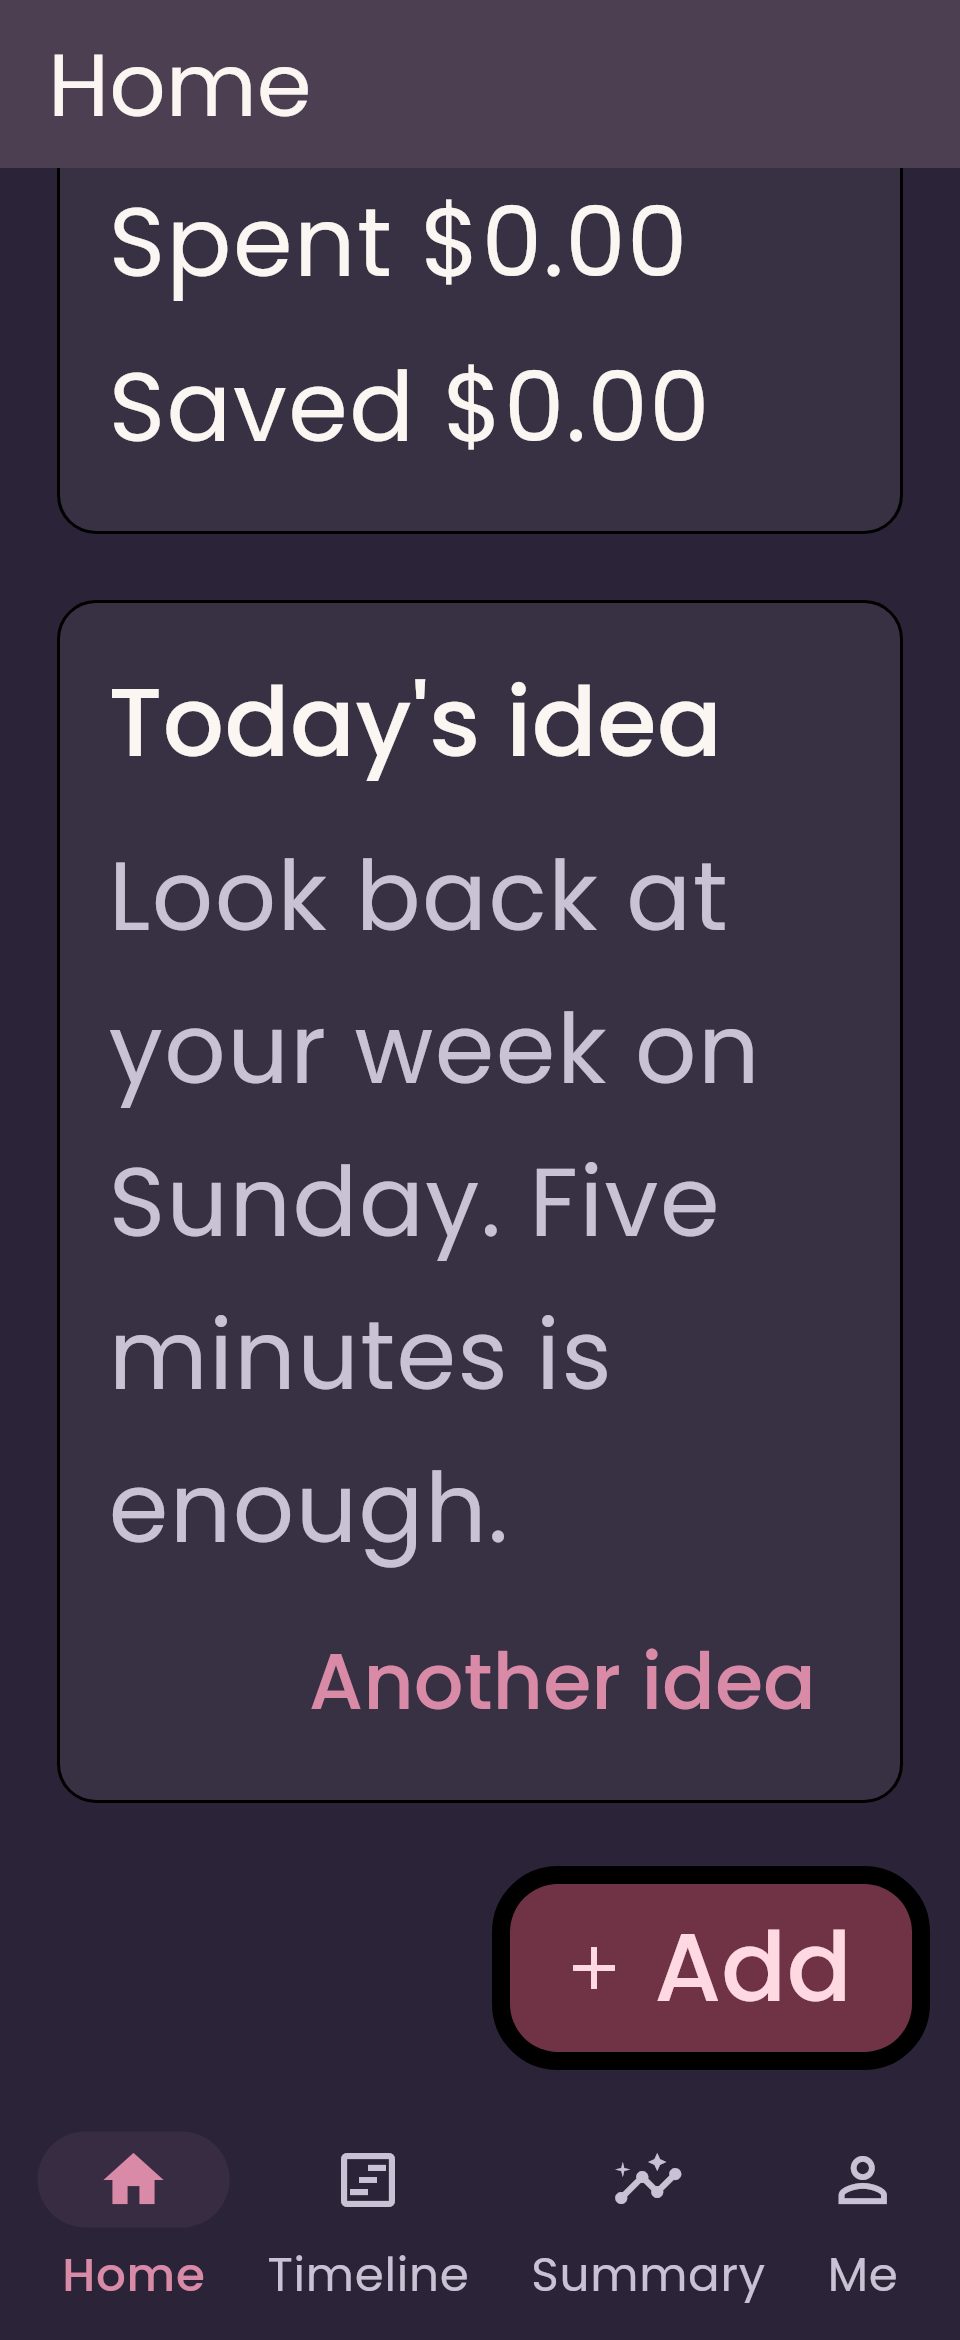 Home
Spent $0.00
Saved $0.00
Today's idea
Look back at
your week on
Sunday. Five
minutes is
enough.
Another idea
+ Add
Home
Timeline
Summary
Me